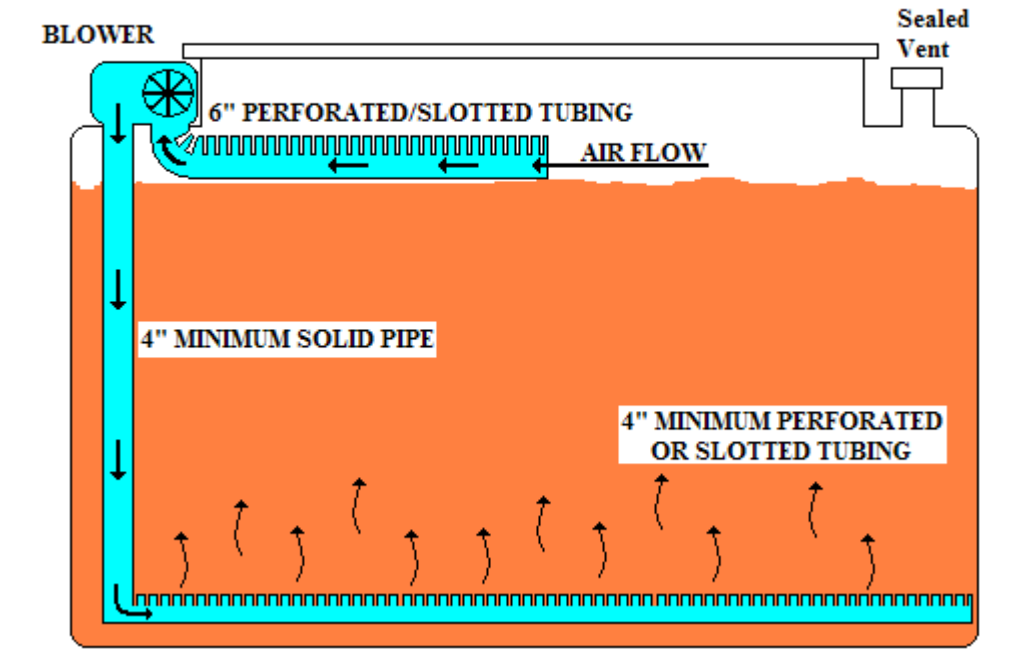 BLOWER
Sealed
Vent
6" PERFORATED/SLOTTED TUBING
AIR FLOW
4" MINIMUM SOLID PIPE
4" MINIMUM PERFORATED
OR SLOTTED TUBING